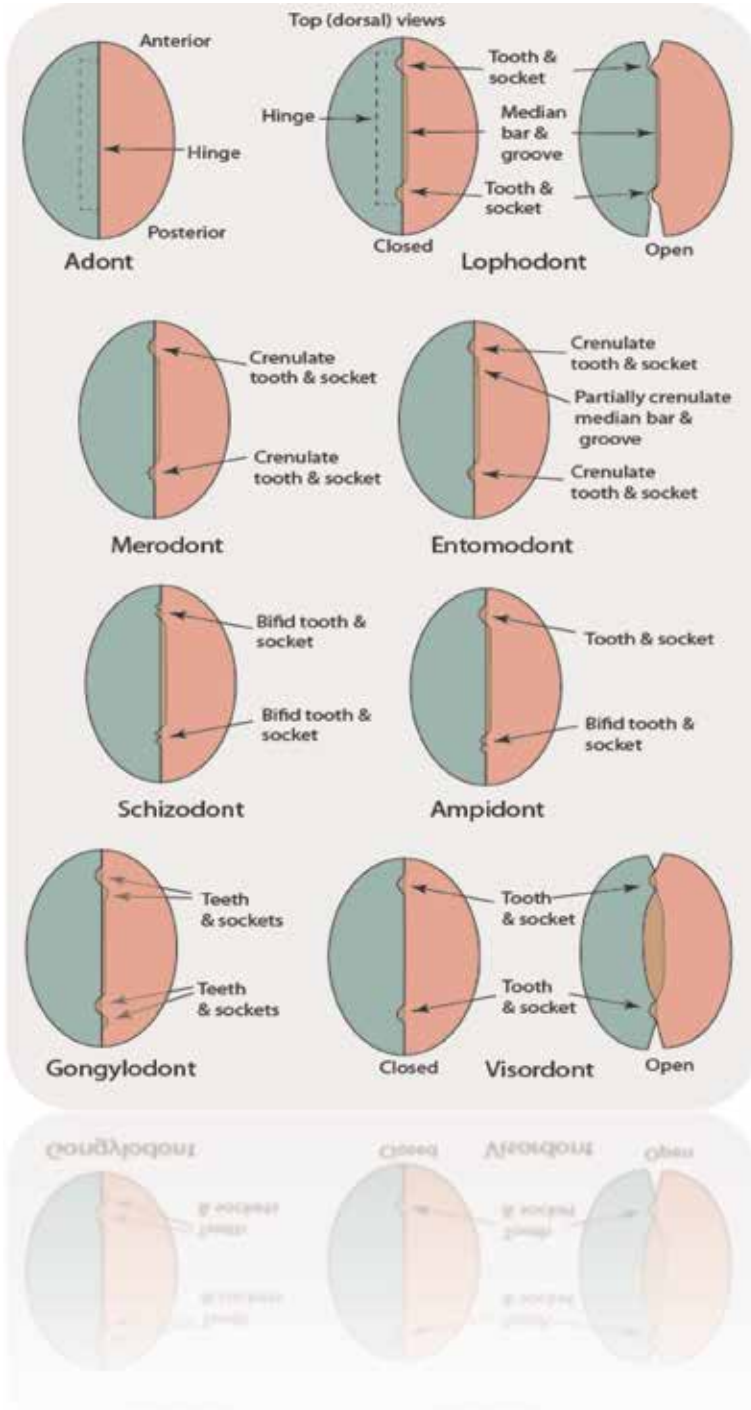 Top (dorsal) views
Anterior
Hinge
Posterior
Adont
Hinge
Tooth &
socket
Median
bar &
groove
Tooth &
socket
Closed
Lophodont
Open
Crenulate
tooth & socket
Crenulate
tooth & socket
Merodont
Crenulate
tooth & socket
Partially crenulate
median bar &
groove
Crenulate
tooth & socket
Entomodont
Bifid tooth &
socket
Bifid tooth &
socket
Schizodont
Tooth & socket
Bifid tooth &
socket
Ampidont
Teeth
& sockets
Teeth
& sockets
Gongylodont
Tooth
& socket
Tooth
& socket
Closed
Visordont
Open